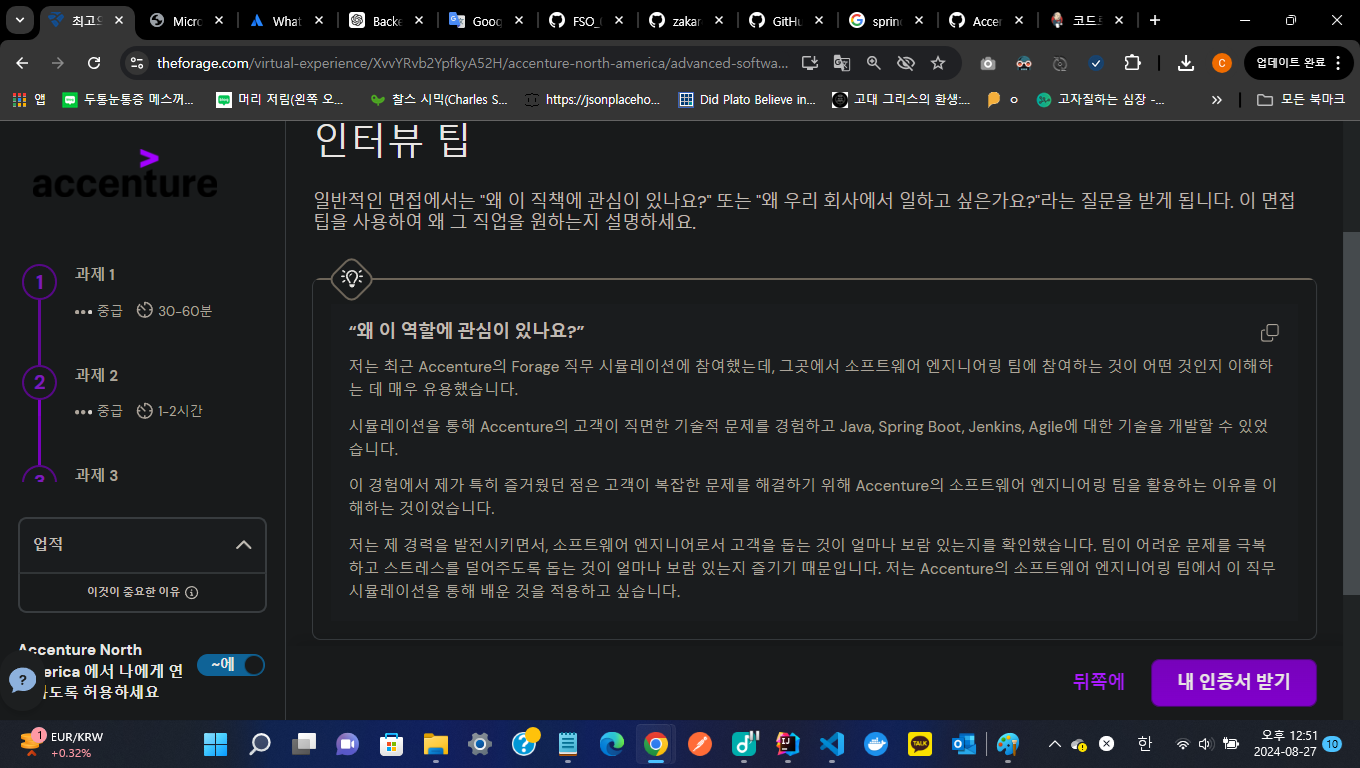 최고의
Micro
What
Backe
Goog
FSO_
zakar
GitHu
sprin
Accen
코드
theforage.com/virtual-experience/XvvYRvb2YpfkyA52H/accenture-north-america/advanced-softwa...
C
업데이트 완료
앱
두통눈통증 메스꺼...
머리 저림(왼쪽 오...
찰스 시믹(Charles S...
https://jsonplaceho...
Did Plato Believe in...
고대 그리스의 환생:...
ㅇ
고자질하는 심장 -...
»
모든 북마크
accenture
1
과제 1
중급
30-60분
2
과제 2
중급
1-2시간
3
과제 3
업적
이것이 중요한 이유
Accenture North
erica 에서 나에게 연
하도록 허용하세요
~에
?
인터뷰 팁
일반적인 면접에서는 "왜 이 직책에 관심이 있나요?" 또는 "왜 우리 회사에서 일하고 싶은가요?"라는 질문을 받게 됩니다. 이 면접
팁을 사용하여 왜 그 직업을 원하는지 설명하세요.
“왜 이 역할에 관심이 있나요?”
저는 최근 Accenture의 Forage 직무 시뮬레이션에 참여했는데, 그곳에서 소프트웨어 엔지니어링 팀에 참여하는 것이 어떤 것인지 이해하
는 데 매우 유용했습니다.
시뮬레이션을 통해 Accenture의 고객이 직면한 기술적 문제를 경험하고 Java, Spring Boot, Jenkins, Agile에 대한 기술을 개발할 수 있었
습니다.
이 경험에서 제가 특히 즐거웠던 점은 고객이 복잡한 문제를 해결하기 위해 Accenture의 소프트웨어 엔지니어링 팀을 활용하는 이유를 이
해하는 것이었습니다.
저는 제 경력을 발전시키면서, 소프트웨어 엔지니어로서 고객을 돕는 것이 얼마나 보람 있는지를 확인했습니다. 팀이 어려운 문제를 극복
하고 스트레스를 덜어주도록 돕는 것이 얼마나 보람 있는지 즐기기 때문입니다. 저는 Accenture의 소프트웨어 엔지니어링 팀에서 이 직무
시뮬레이션을 통해 배운 것을 적용하고 싶습니다.
뒤쪽에
내 인증서 받기
1
EUR/KRW
+0.32%
TALK
한
오후 12:51
2024-08-27
10